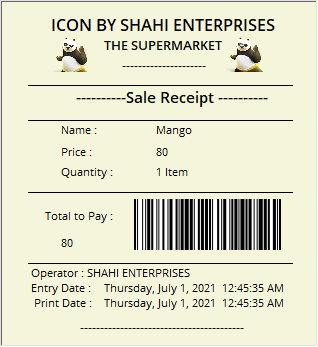 ICON BY SHAHI ENTERPRISES
THE SUPERMARKET
---------------------
----------Sale Receipt ----------
Name : Mango
Price : 80
Quantity : 1 Item
Total to Pay :
80
Operator : SHAHI ENTERPRISES
Entry Date : Thursday, July 1, 2021 12:45:35 AM
Print Date : Thursday, July 1, 2021 12:45:35 AM
-----------------------------------------